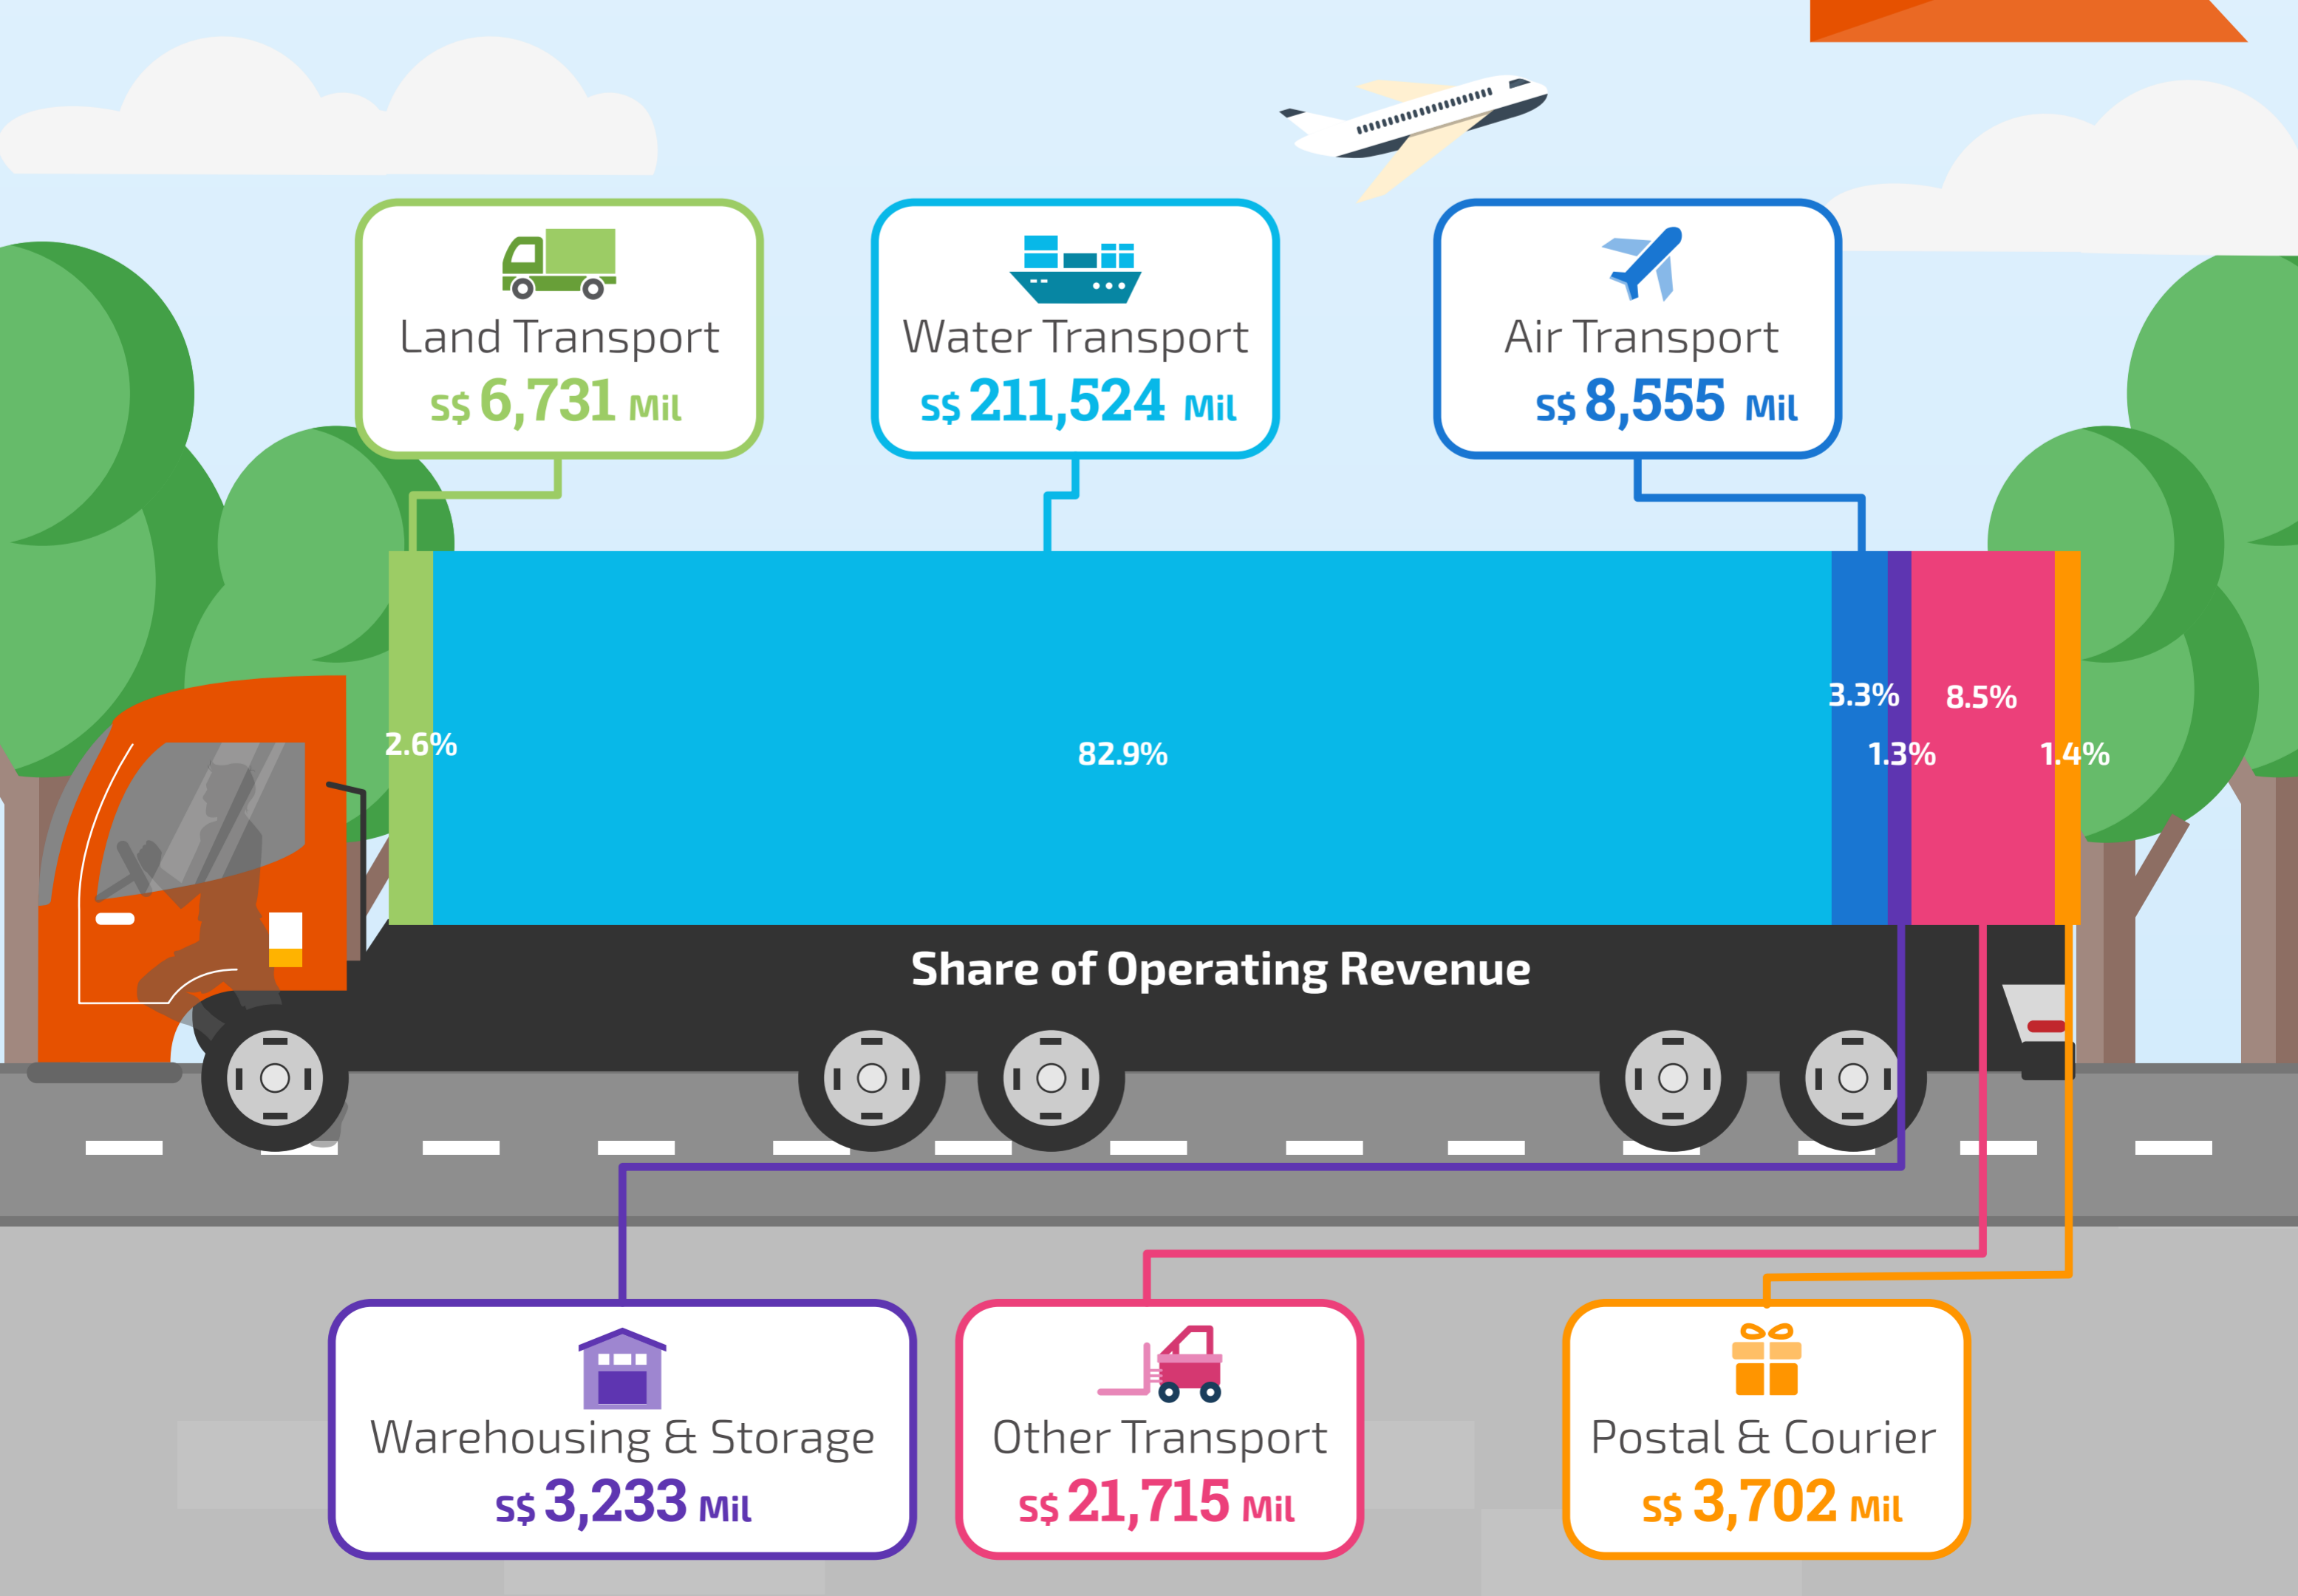 Land Transport
S$ 6,731 Mil
Water Transport
S$ 211,524 Mil
Air Transport
S$ 8,555 Mil
2.6%
82.9%
3.3%
1.3%
8.5%
1.4%
Share of Operating Revenue
Warehousing & Storage
S$ 3,233 Mil
Other Transport
S$ 21,715 Mil
Postal & Courier
S$ 3,702 Mil